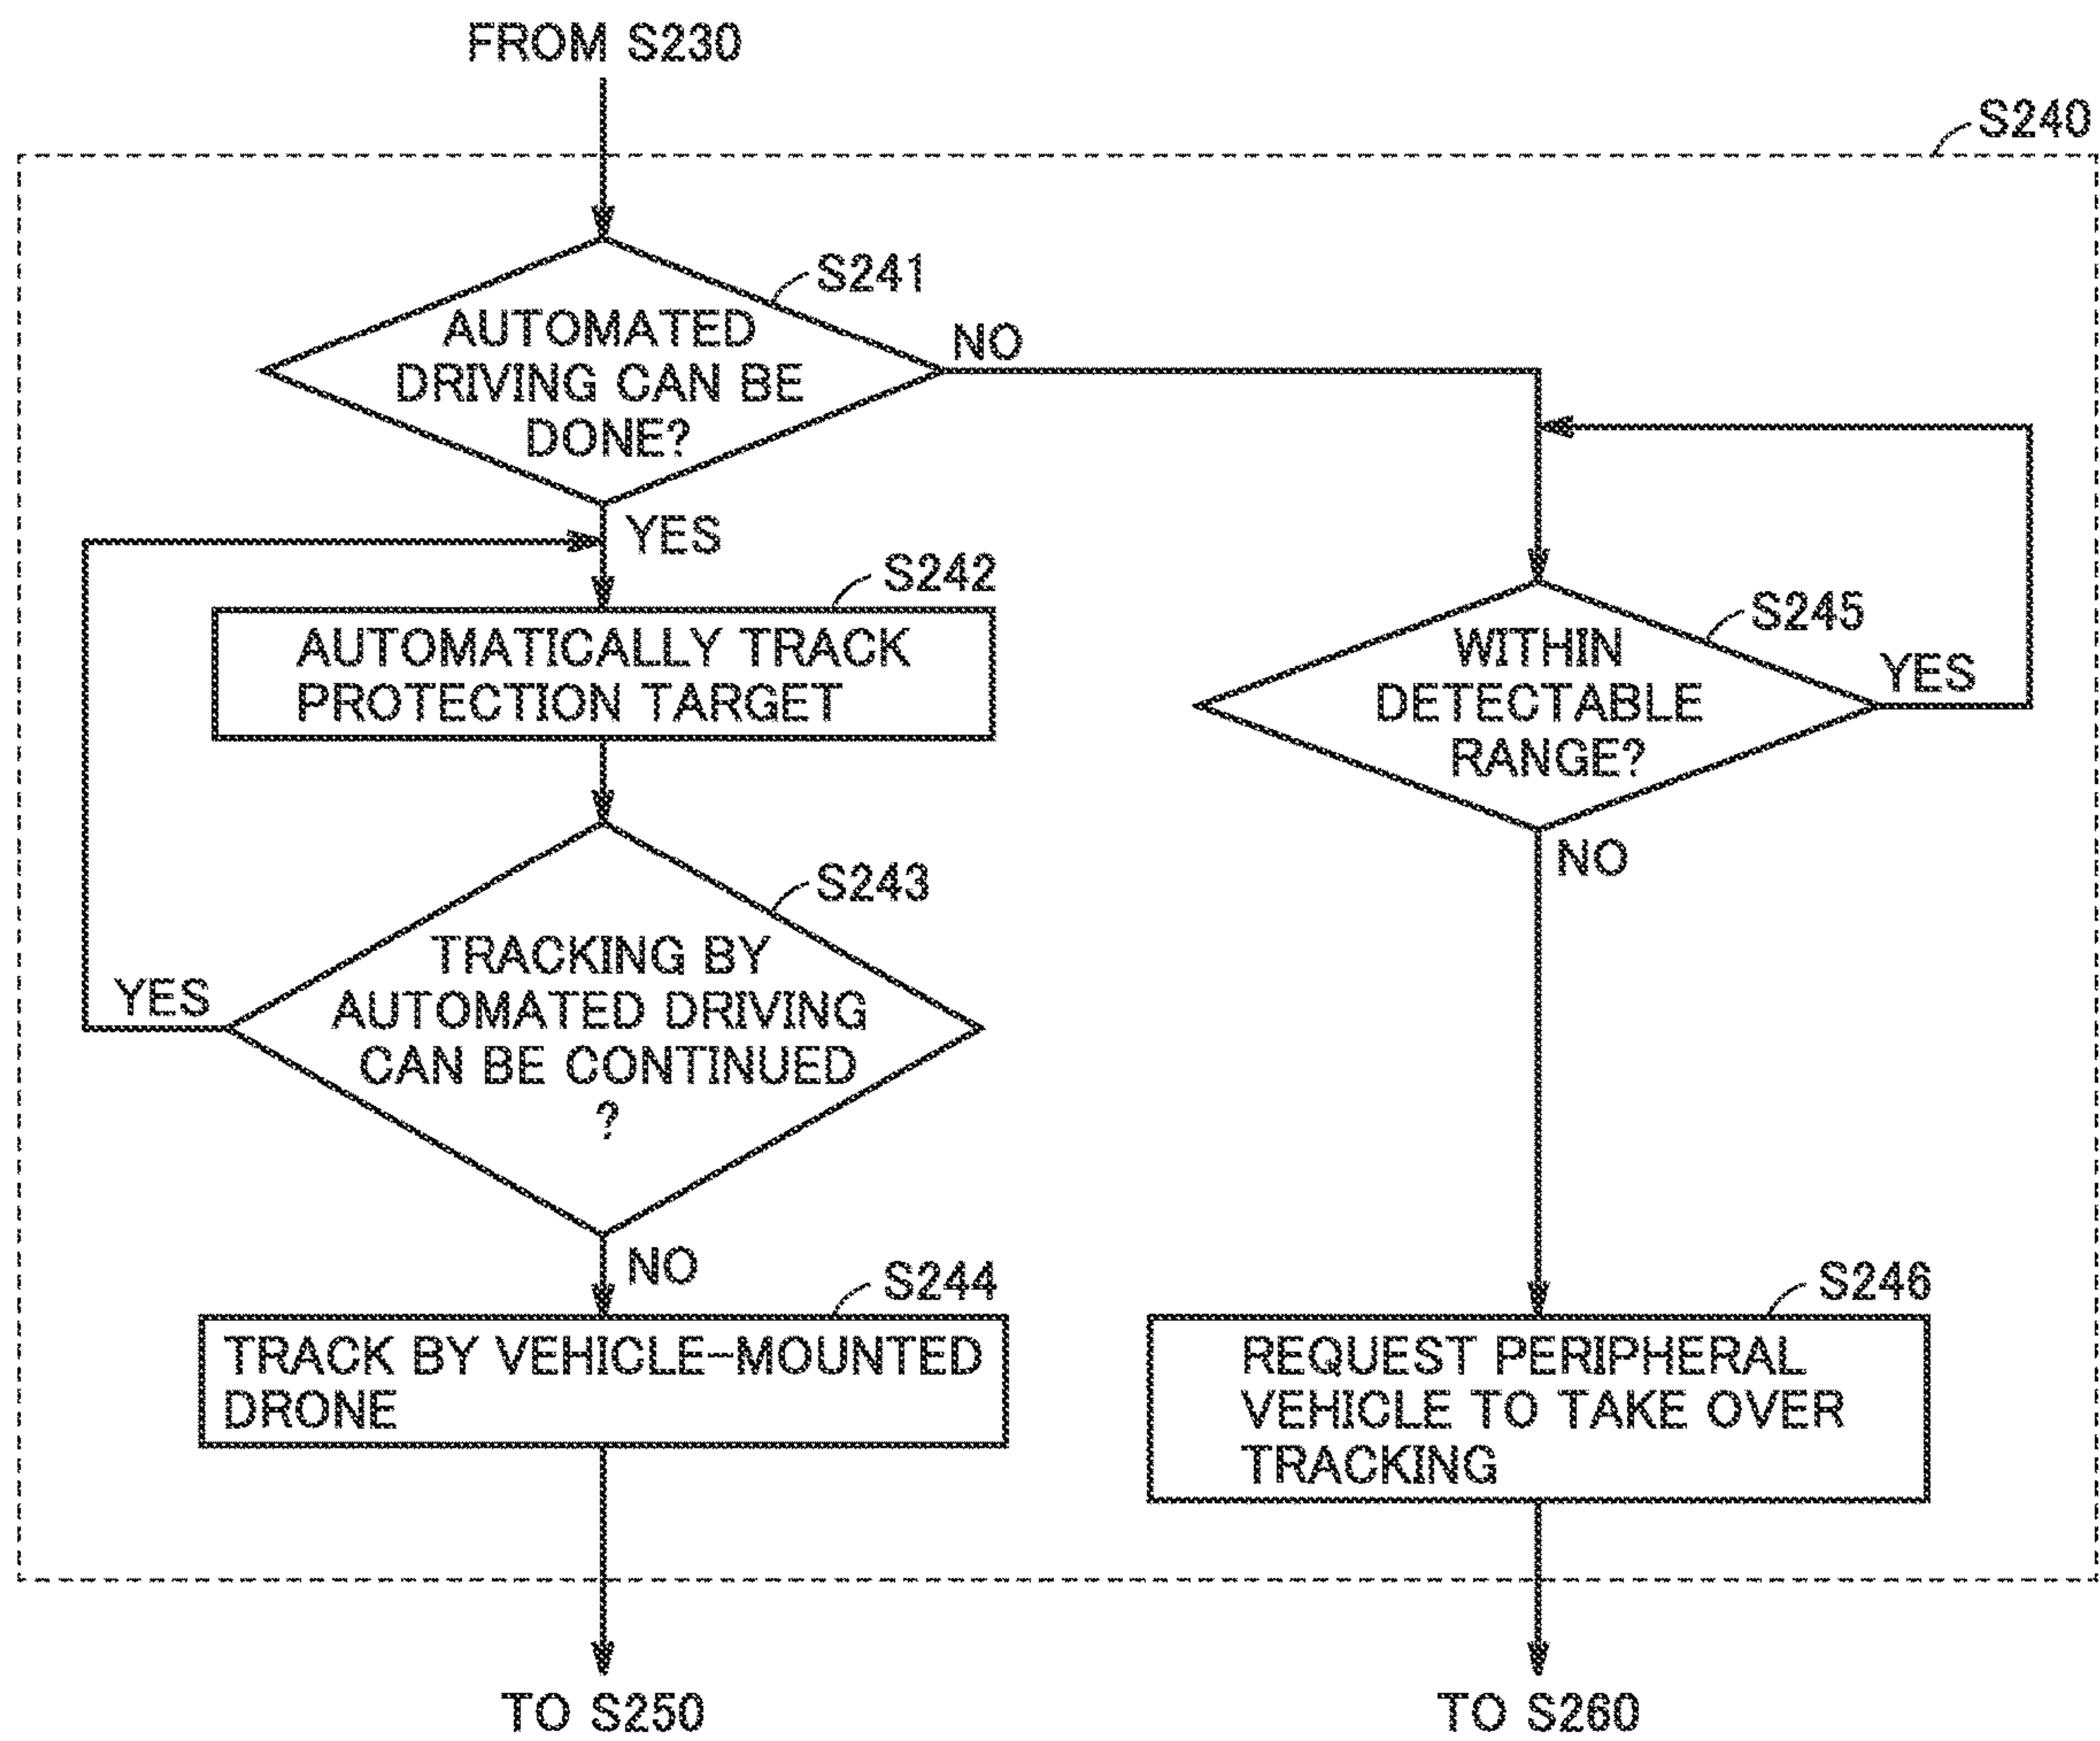 FROM S230
S240
S241
AUTOMATED
DRIVING CAN BE
DONE?
NO
YES
S242
AUTOMATICALLY TRACK
PROTECTION TARGET
S243
TRACKING BY
AUTOMATED DRIVING
CAN BE CONTINUED
?
YES
NO
S244
TRACK BY VEHICLE-MOUNTED
DRONE
TO S250
S245
WITHIN
DETECTABLE
RANGE?
YES
NO
S246
REQUEST PERIPHERAL
VEHICLE TO TAKE OVER
TRACKING
TO S260